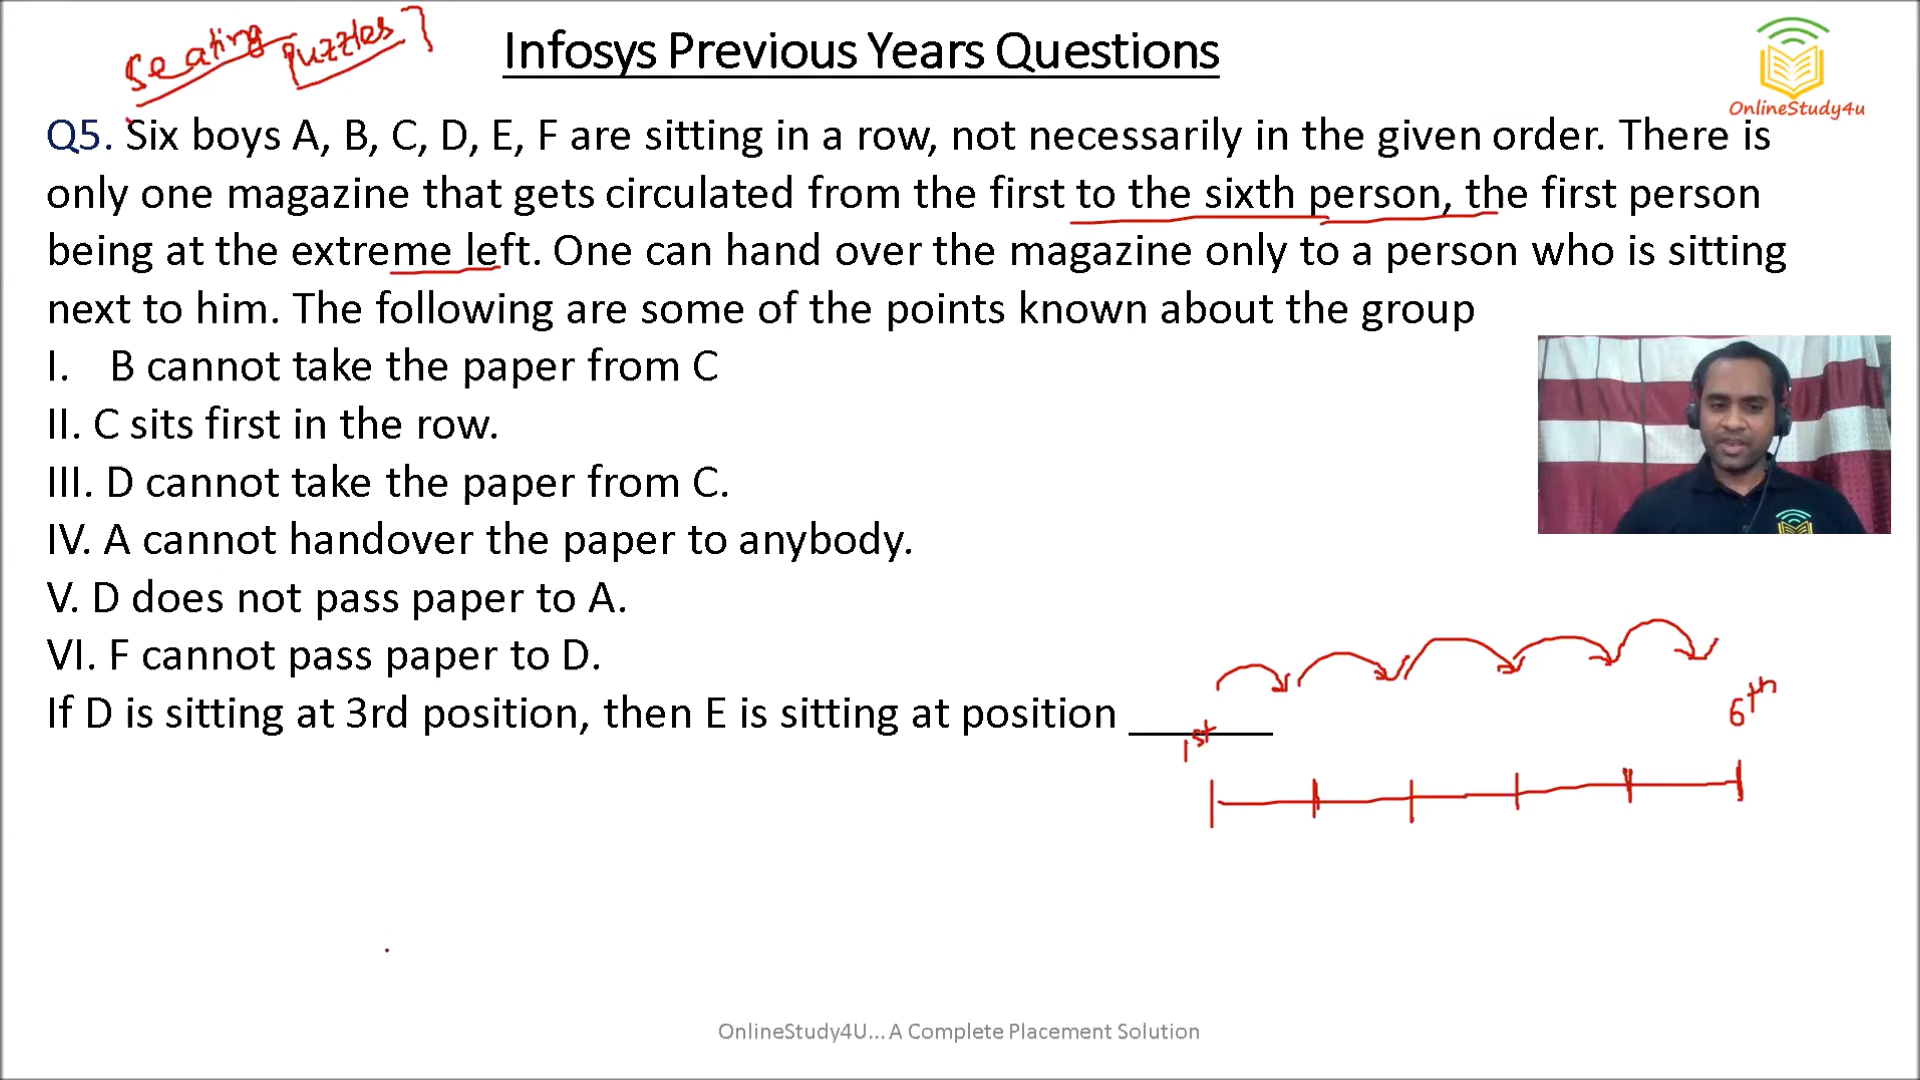 Seating Puzzles
Infosys Previous Years Questions
OnlineStudy4u
Q5. Six boys A, B, C, D, E, F are sitting in a row, not necessarily in the given order. There is
only one magazine that gets circulated from the first to the sixth person, the first person
being at the extreme left. One can hand over the magazine only to a person who is sitting
next to him. The following are some of the points known about the group
I. B cannot take the paper from C
II. C sits first in the row.
III. D cannot take the paper from C.
IV. A cannot handover the paper to anybody.
V. D does not pass paper to A.
VI. F cannot pass paper to D.
If D is sitting at 3rd position, then E is sitting at position ______
1st
6th
OnlineStudy4U... A Complete Placement Solution